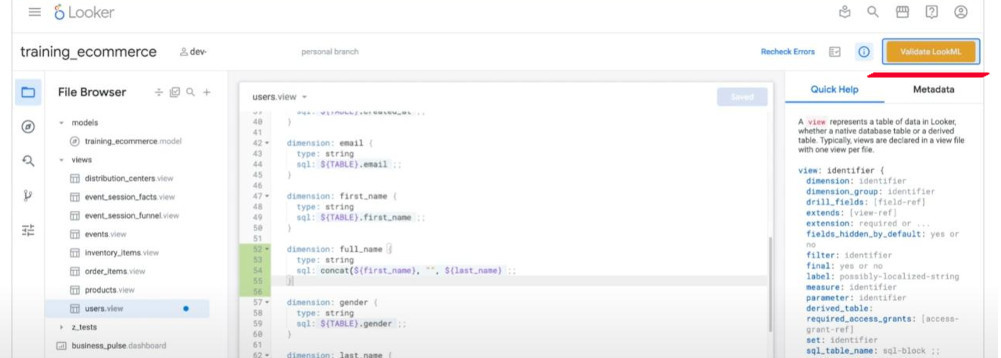 Looker
training_ecommerce
dev-
personal branch
Recheck Errors
Validate LookML
File Browser
models
training_ecommerce.model
views
distribution_centers.view
event_session_facts.view
event_session_funnel.view
events.view
inventory_items.view
order_items.view
products.view
users.view
z_tests
business_pulse.dashboard
users.view
Saved
39 sql: ${TABLE}.created_at ;;
40 }
41
42 dimension: email {
43 type: string
44 sql: ${TABLE}.email ;;
45 }
46
47 dimension: first_name {
48 type: string
49 sql: ${TABLE}.first_name ;;
50 }
51
52 dimension: full_name {
53 type: string
54 sql: concat(${first_name}, "", ${last_name} ;;
55 }
56
57 dimension: gender {
58 type: string
59 sql: ${TABLE}.gender ;;
60 }
61
62 dimension: last_name {
Quick Help
Metadata
A view represents a table of data in Looker,
whether a native database table or a derived
table. Typically, views are declared in a view file
with one view per file.
view: identifier {
dimension: identifier
dimension_group: identifier
drill_fields: [field-ref]
extends: [view-ref]
extension: required or ...
fields_hidden_by_default: yes or
no
filter: identifier
final: yes or no
label: possibly-localized-string
measure: identifier
parameter: identifier
derived_table:
required_access_grants: [access-
grant-ref]
set: identifier
sql_table_name: sql-block ;;